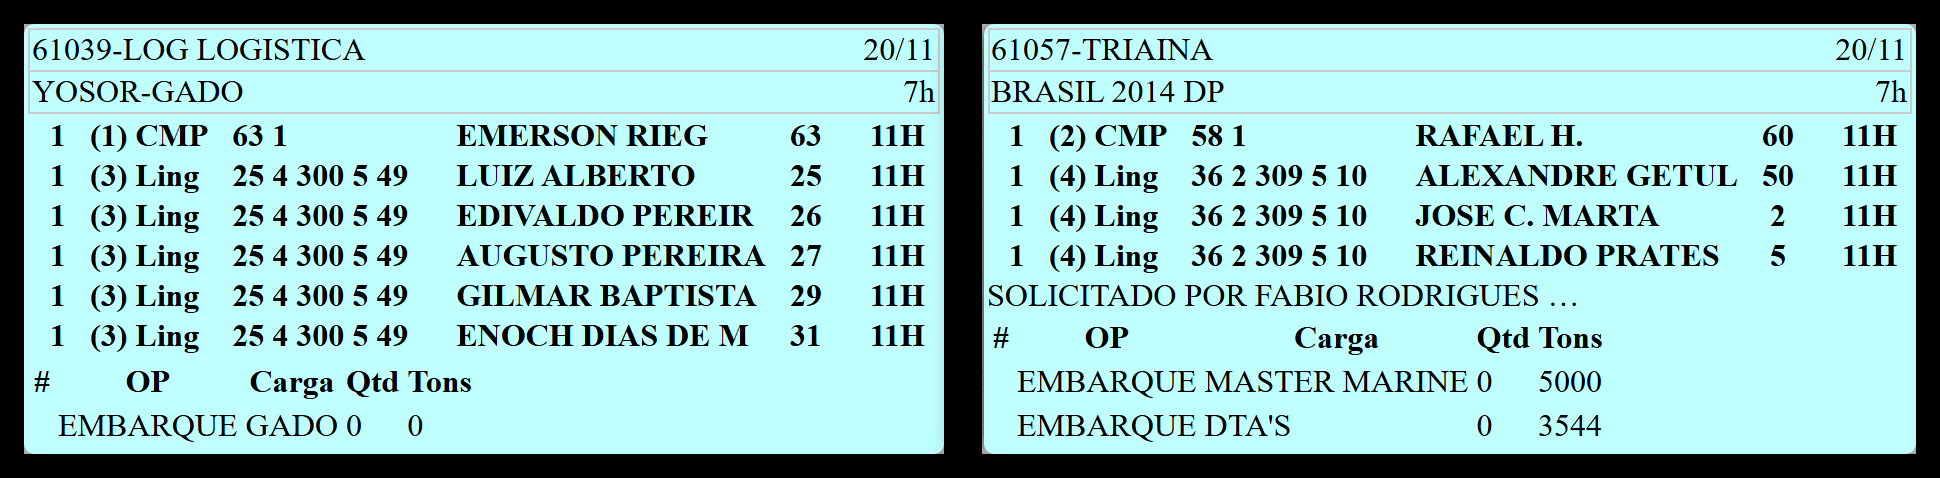 61039-LOG LOGISTICA 20/11
YOSOR-GADO 7h
1 (1) CMP 63 1 EMERSON RIEG 63 11H
1 (3) Ling 25 4 300 5 49 LUIZ ALBERTO 25 11H
1 (3) Ling 25 4 300 5 49 EDIVALDO PEREIR 26 11H
1 (3) Ling 25 4 300 5 49 AUGUSTO PEREIRA 27 11H
1 (3) Ling 25 4 300 5 49 GILMAR BAPTISTA 29 11H
1 (3) Ling 25 4 300 5 49 ENOCH DIAS DE M 31 11H
# OP Carga Qtd Tons
EMBARQUE GADO 0 0
61057-TRIAINA 20/11
BRASIL 2014 DP 7h
1 (2) CMP 58 1 RAFAEL H. 60 11H
1 (4) Ling 36 2 309 5 10 ALEXANDRE GETUL 50 11H
1 (4) Ling 36 2 309 5 10 JOSE C. MARTA 2 11H
1 (4) Ling 36 2 309 5 10 REINALDO PRATES 5 11H
SOLICITADO POR FABIO RODRIGUES ...
# OP Carga Qtd Tons
EMBARQUE MASTER MARINE 0 5000
EMBARQUE DTA'S 0 3544